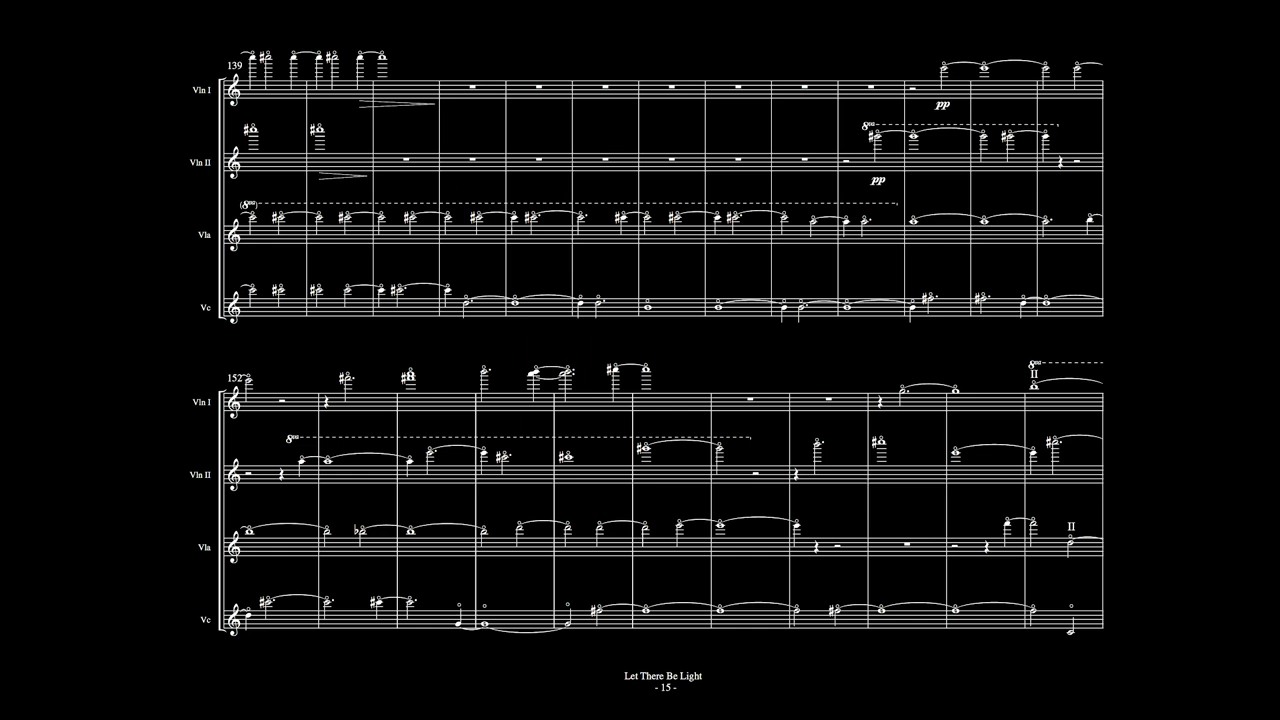 139
Vln I
pp
8va
Vln II
pp
(8va)
Vla
Vc
8va
II
152
Vln I
8va
Vln II
II
Vla
Vc
Let There Be Light
- 15 -